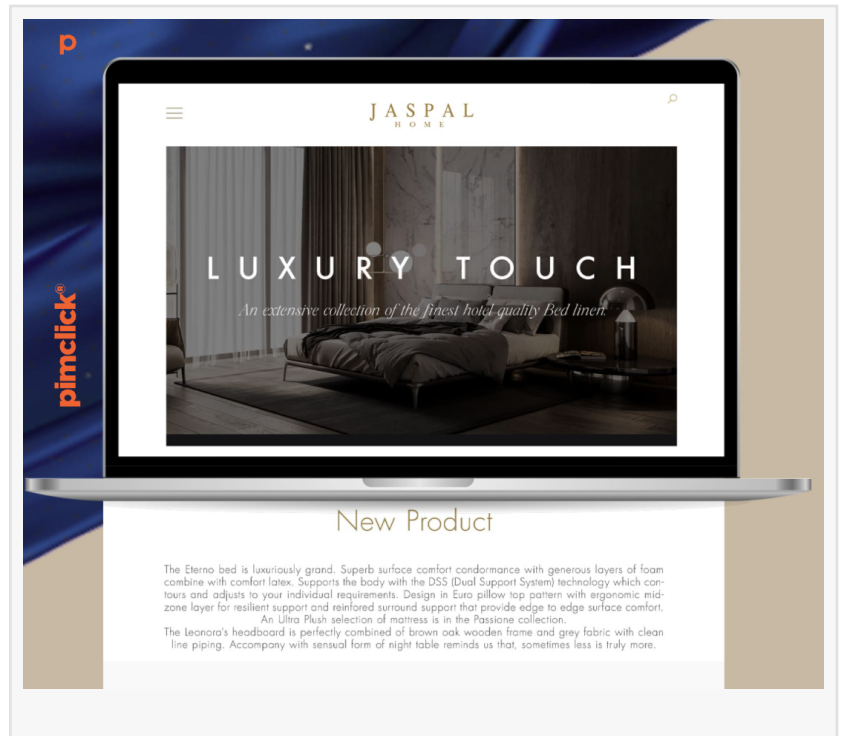 p
pimclick®
JASPAL
HOME
LUXURY TOUCH
An extensive collection of the finest hotel quality Bed linen.
New Product
The Eterno bed is luxuriously grand. Superb surface comfort condormance with generous layers of foam
combine with comfort latex. Supports the body with the DSS (Dual Support System) technology which con-
tours and adjusts to your individual requirements. Design in Euro pillow top pattern with ergonomic mid-
zone layer for resilient support and reinfored surround support that provide edge to edge surface comfort.
An Ultra Plush selection of mattress is in the Passione collection.
The Leonora's headboard is perfectly combined of brown oak wooden frame and grey fabric with clean
line piping. Accompony with sensual form of night table reminds us that, sometimes less is truly more.